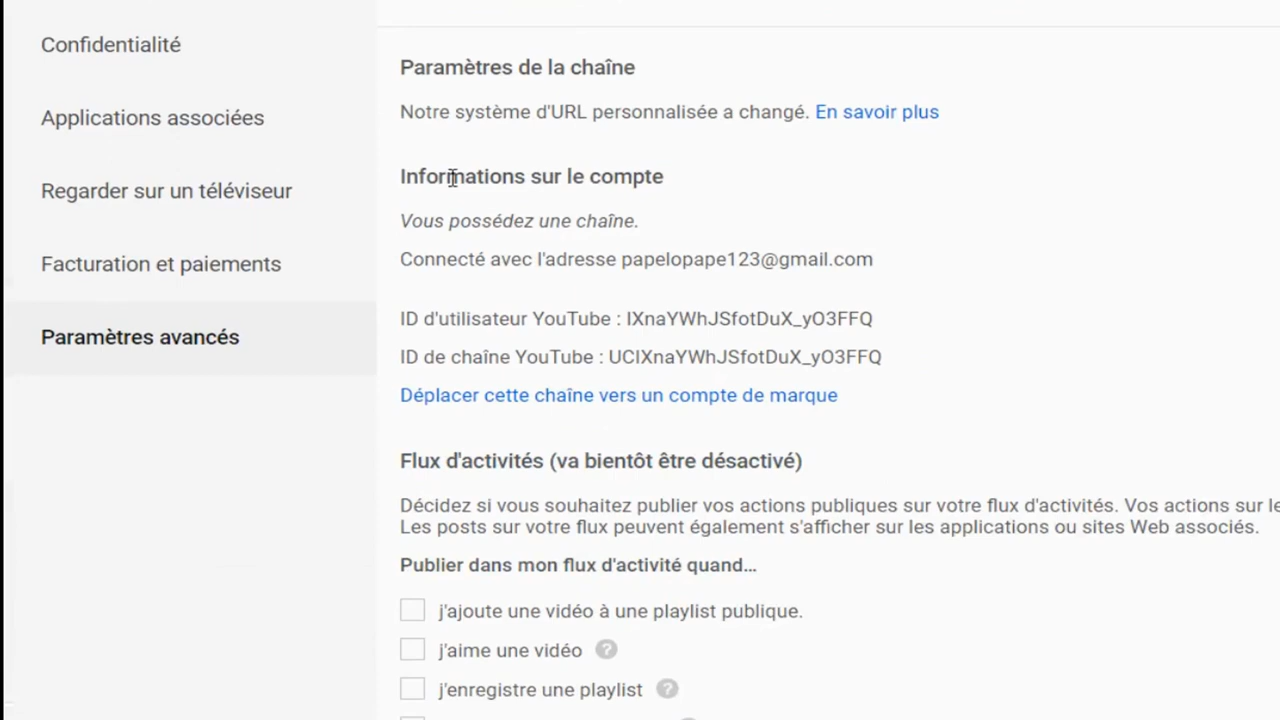 Confidentialité
Applications associées
Regarder sur un téléviseur
Facturation et paiements
Paramètres avancés
Paramètres de la chaîne
Notre système d'URL personnalisée a changé. En savoir plus
Informations sur le compte
Vous possédez une chaîne.
Connecté avec l'adresse papelopape123@gmail.com
ID d'utilisateur YouTube : IXnaYWhJSfotDuX_yO3FFQ
ID de chaîne YouTube : UCIXnaYWhJSfotDuX_yO3FFQ
Déplacer cette chaîne vers un compte de marque
Flux d'activités (va bientôt être désactivé)
Décidez si vous souhaitez publier vos actions publiques sur votre flux d'activités. Vos actions sur le
Les posts sur votre flux peuvent également s'afficher sur les applications ou sites Web associés.
Publier dans mon flux d'activité quand…
j'ajoute une vidéo à une playlist publique.
j'aime une vidéo ?
j'enregistre une playlist ?